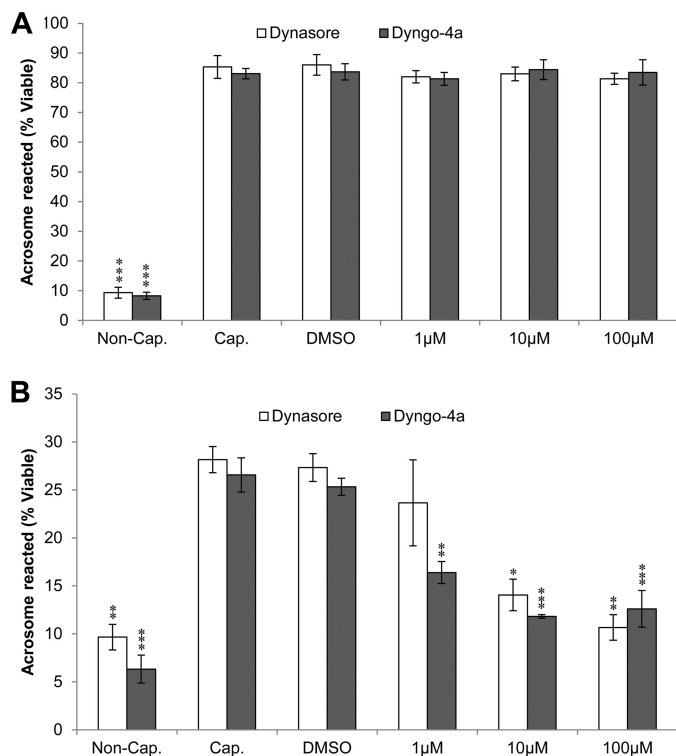 A
Dynasore Dyngo-4a
Acrosome reacted (% Viable)
100
90
80
70
60
50
40
30
20
10
0
*** ***
Non-Cap. Cap. DMSO 1µM 10µM 100µM
B
Dynasore Dyngo-4a
Acrosome reacted (% Viable)
35
30
25
20
15
10
5
0
** *** ** * *** ** ***
Non-Cap. Cap. DMSO 1µM 10µM 100µM